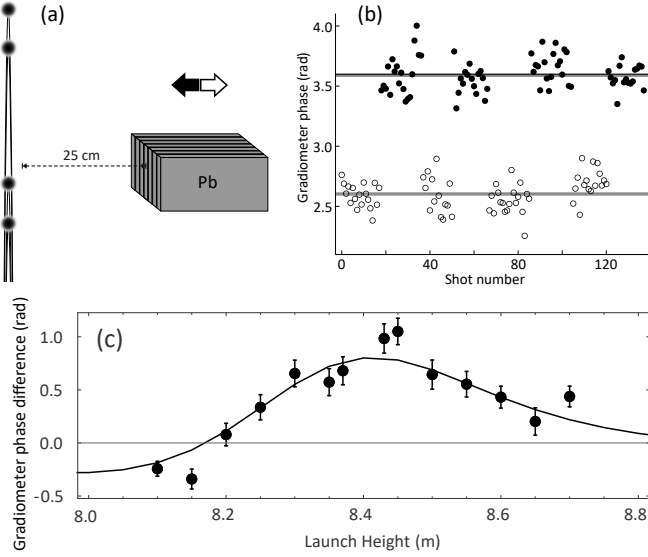 (a)
25 cm
Pb
(b)
Gradiometer phase (rad)
4.0
3.5
3.0
2.5
0 40 80 120
Shot number
(c)
Gradiometer phase difference (rad)
1.0
0.5
0.0
-0.5
8.0 8.2 8.4 8.6 8.8
Launch Height (m)